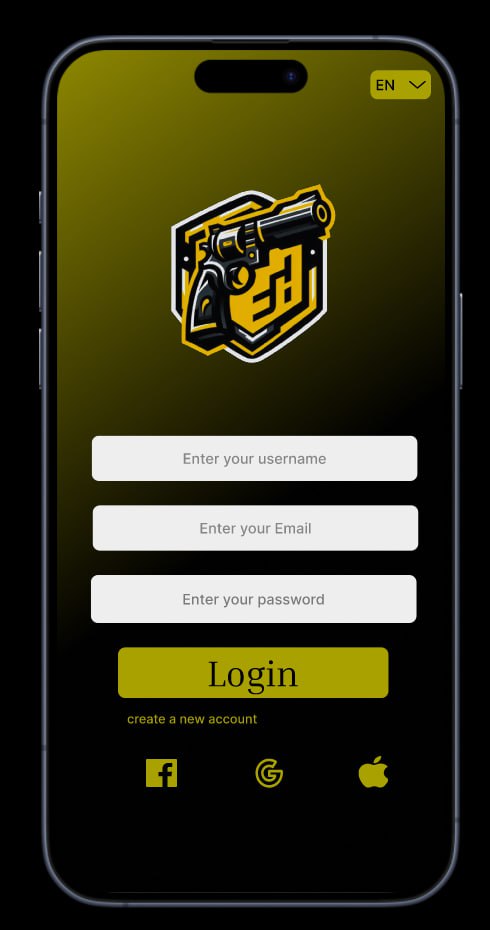 EN
Enter your username
Enter your Email
Enter your password
Login
create a new account